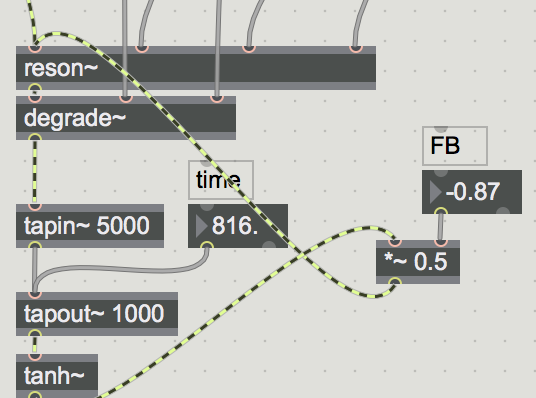 reson~
degrade~
FB
time
-0.87
tapin~ 5000
816.
*~ 0.5
tapout~ 1000
tanh~